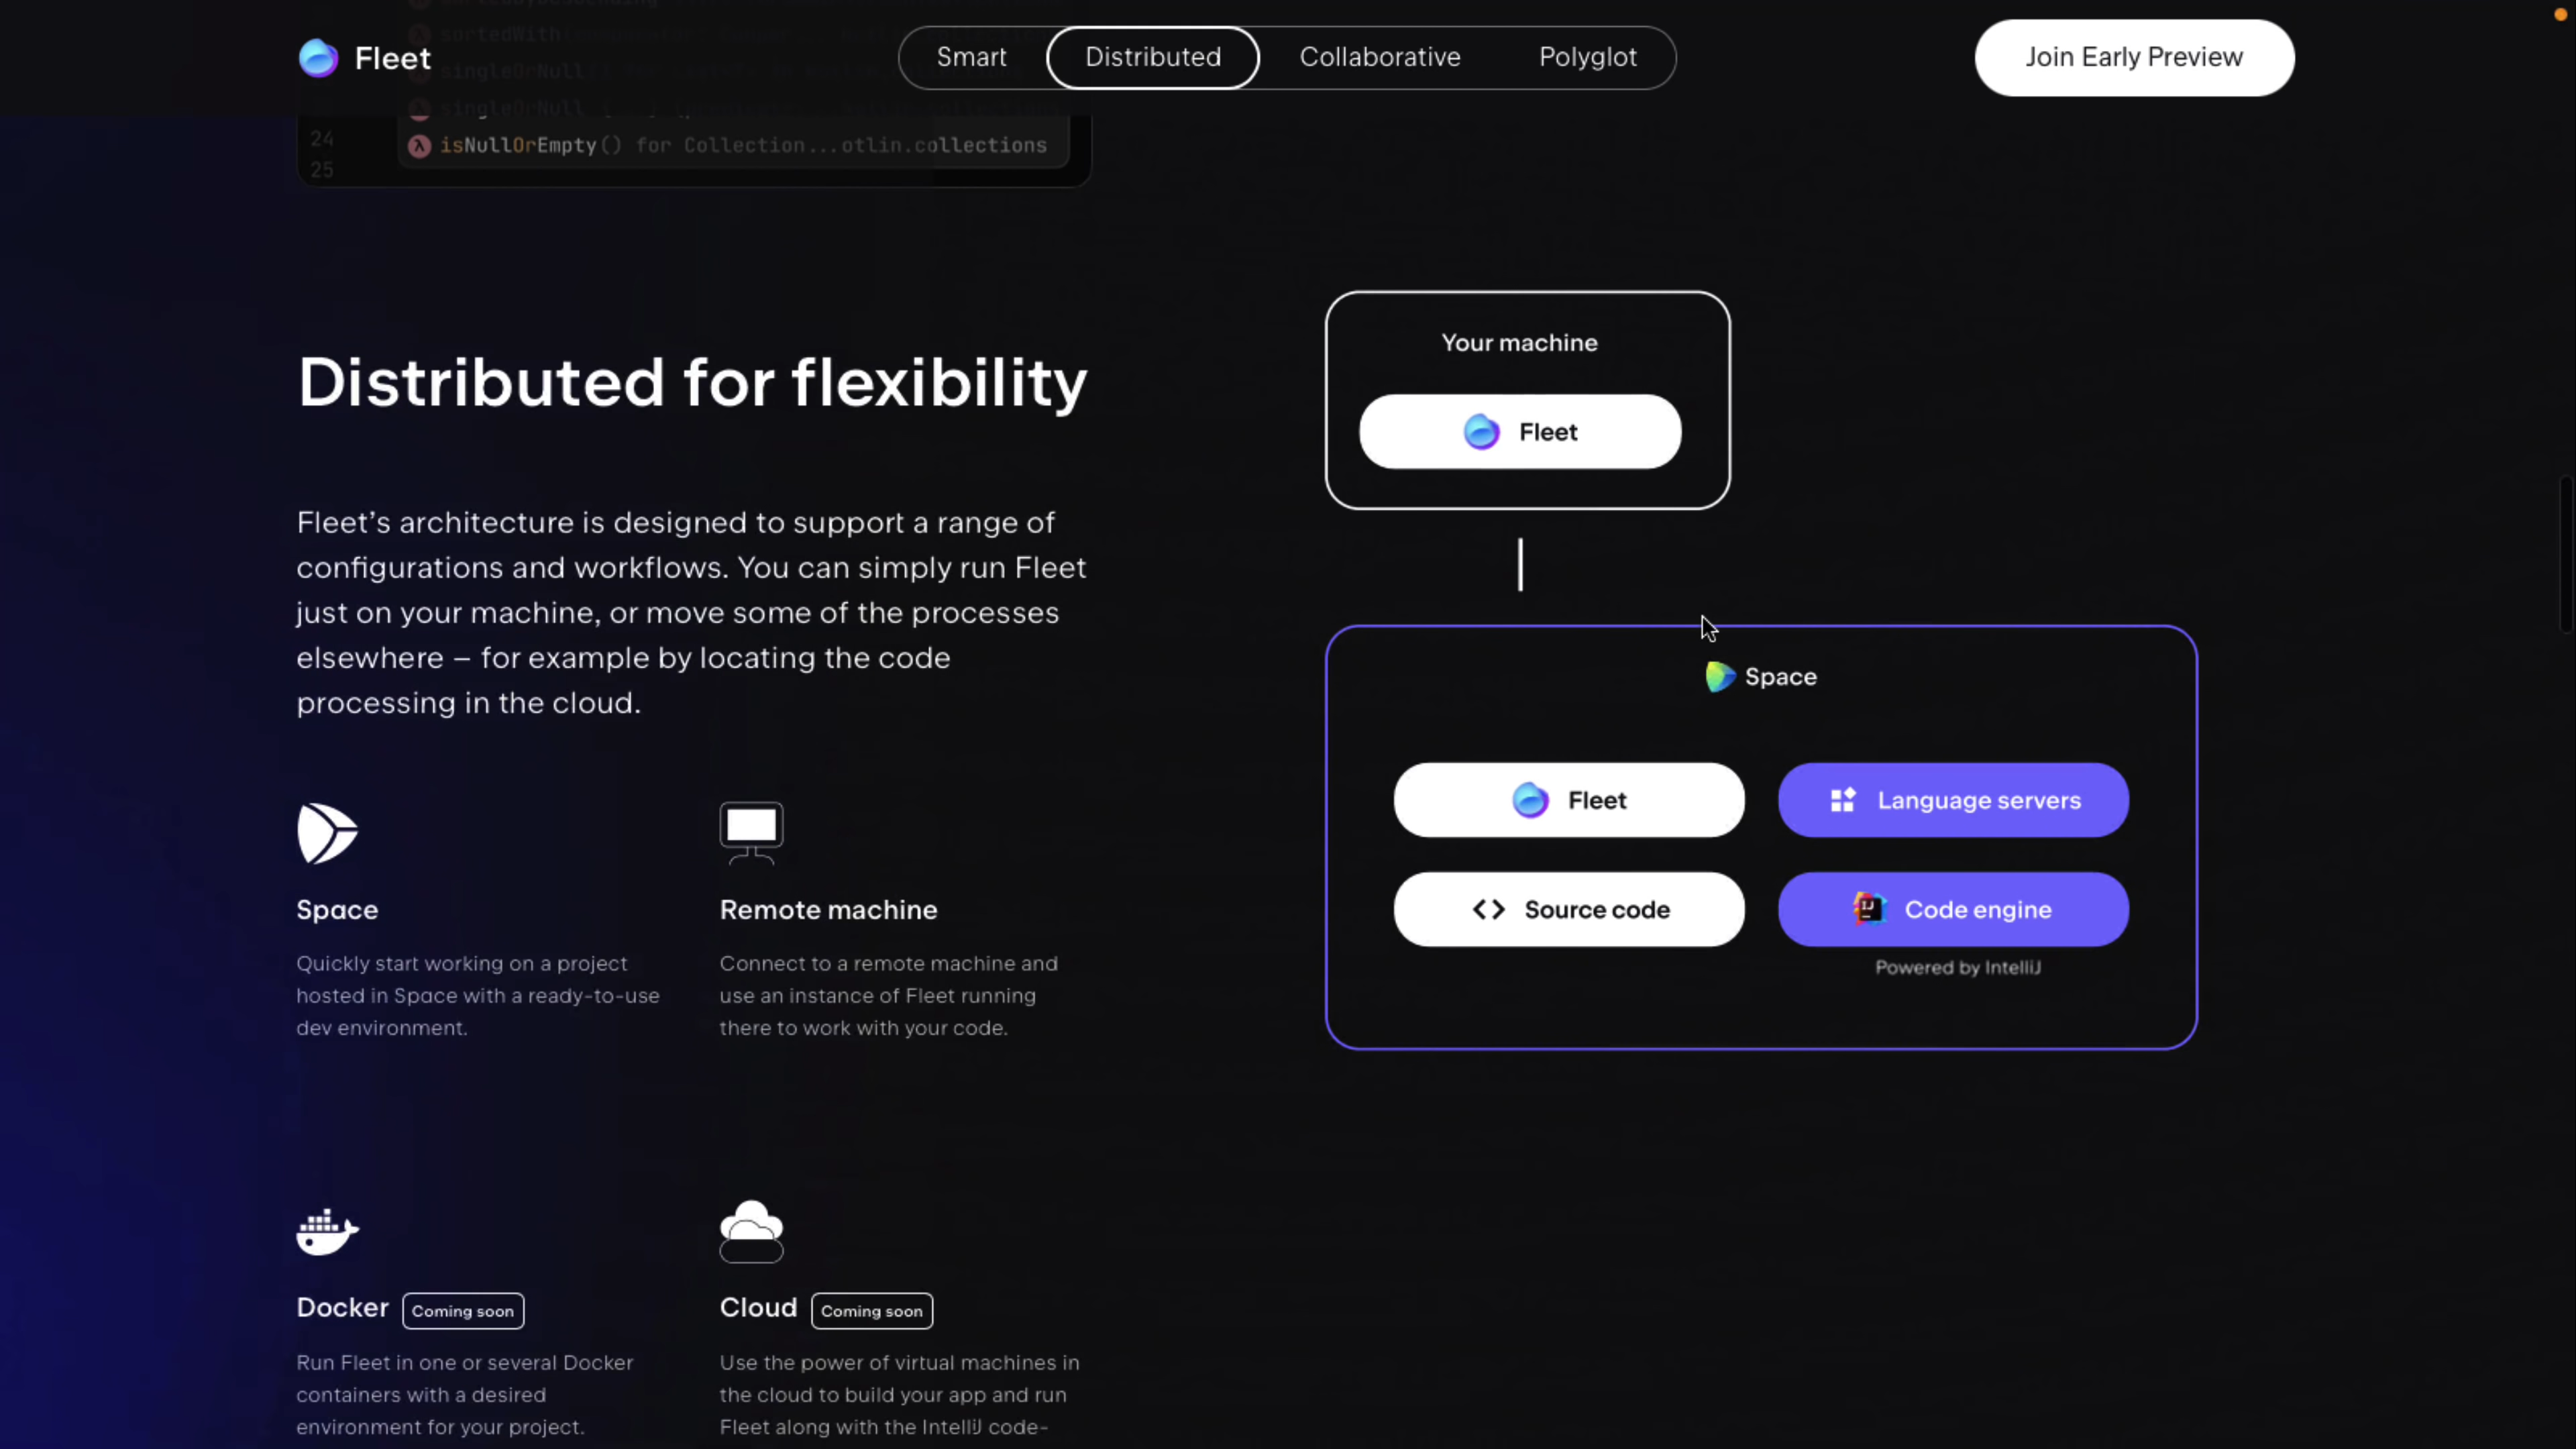 Fleet
Smart
Distributed
Collaborative
Polyglot
Join Early Preview
sortedWith
singleOrNull
singleOrNull
24
isNullOrEmpty() for Collection...otlin.collections
25
Distributed for flexibility
Fleet’s architecture is designed to support a range of
configurations and workflows. You can simply run Fleet
just on your machine, or move some of the processes
elsewhere – for example by locating the code
processing in the cloud.
Space
Quickly start working on a project
hosted in Space with a ready-to-use
dev environment.
Remote machine
Connect to a remote machine and
use an instance of Fleet running
there to work with your code.
Docker
Coming soon
Run Fleet in one or several Docker
containers with a desired
environment for your project.
Cloud
Coming soon
Use the power of virtual machines in
the cloud to build your app and run
Fleet along with the IntelliJ code-
Your machine
Fleet
Space
Fleet
Language servers
Source code
Code engine
Powered by IntelliJ